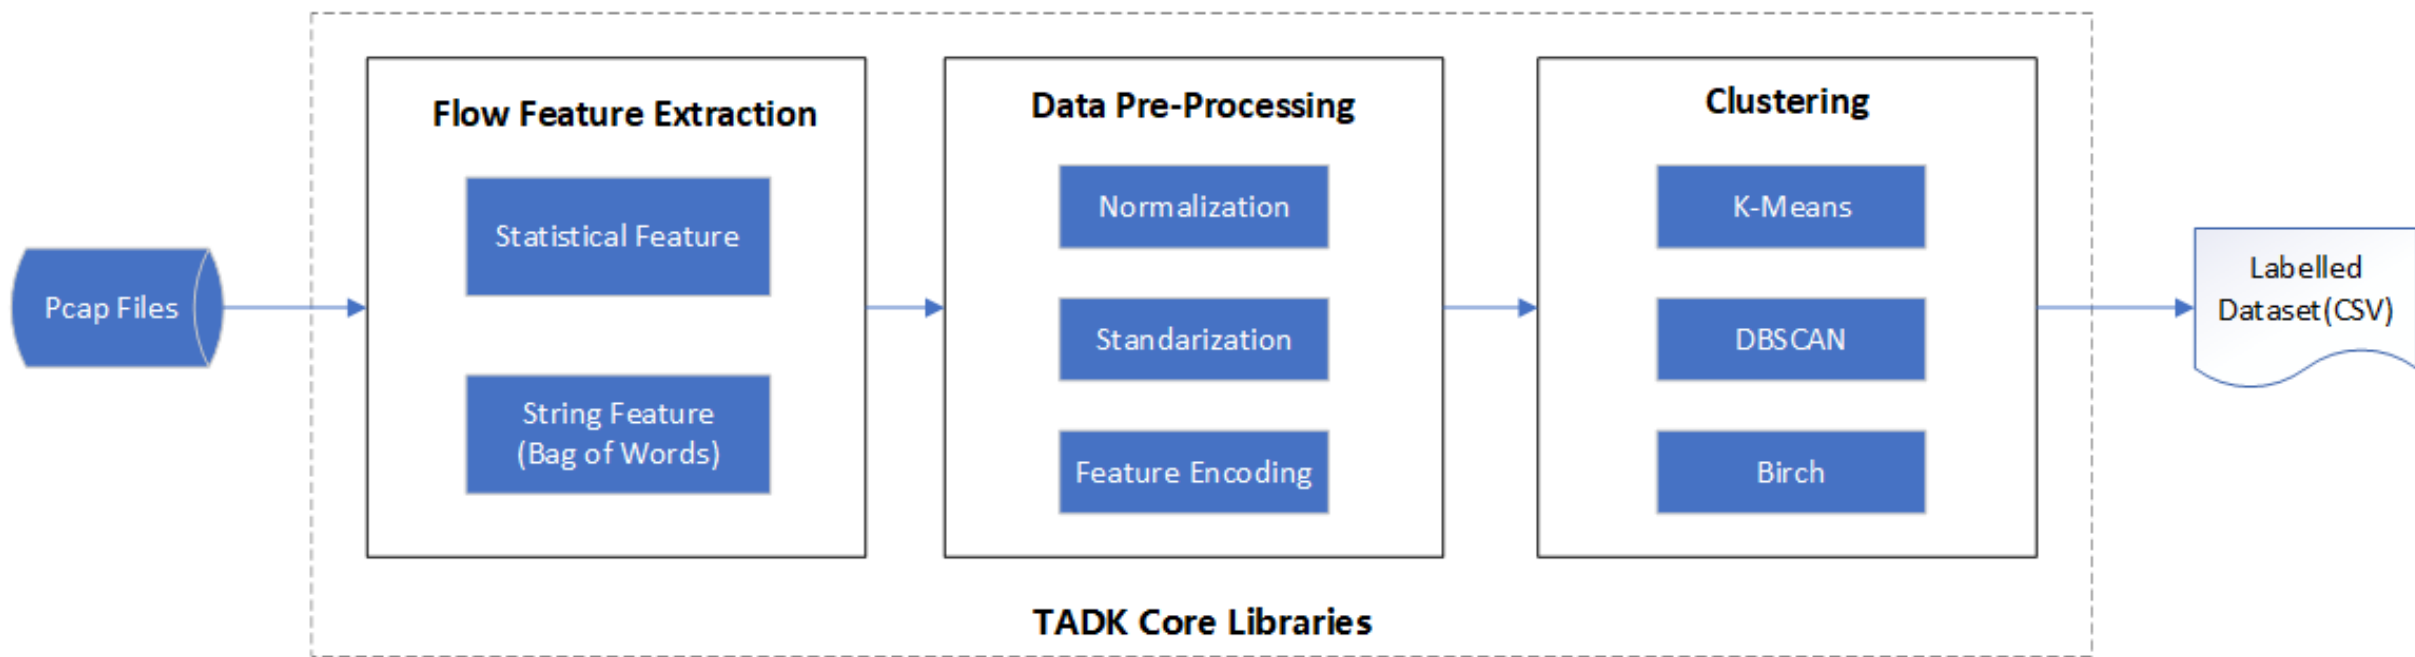 Pcap Files
Flow Feature Extraction
Statistical Feature
String Feature
(Bag of Words)
Data Pre-Processing
Normalization
Standarization
Feature Encoding
Clustering
K-Means
DBSCAN
Birch
Labelled
Dataset(CSV)
TADK Core Libraries